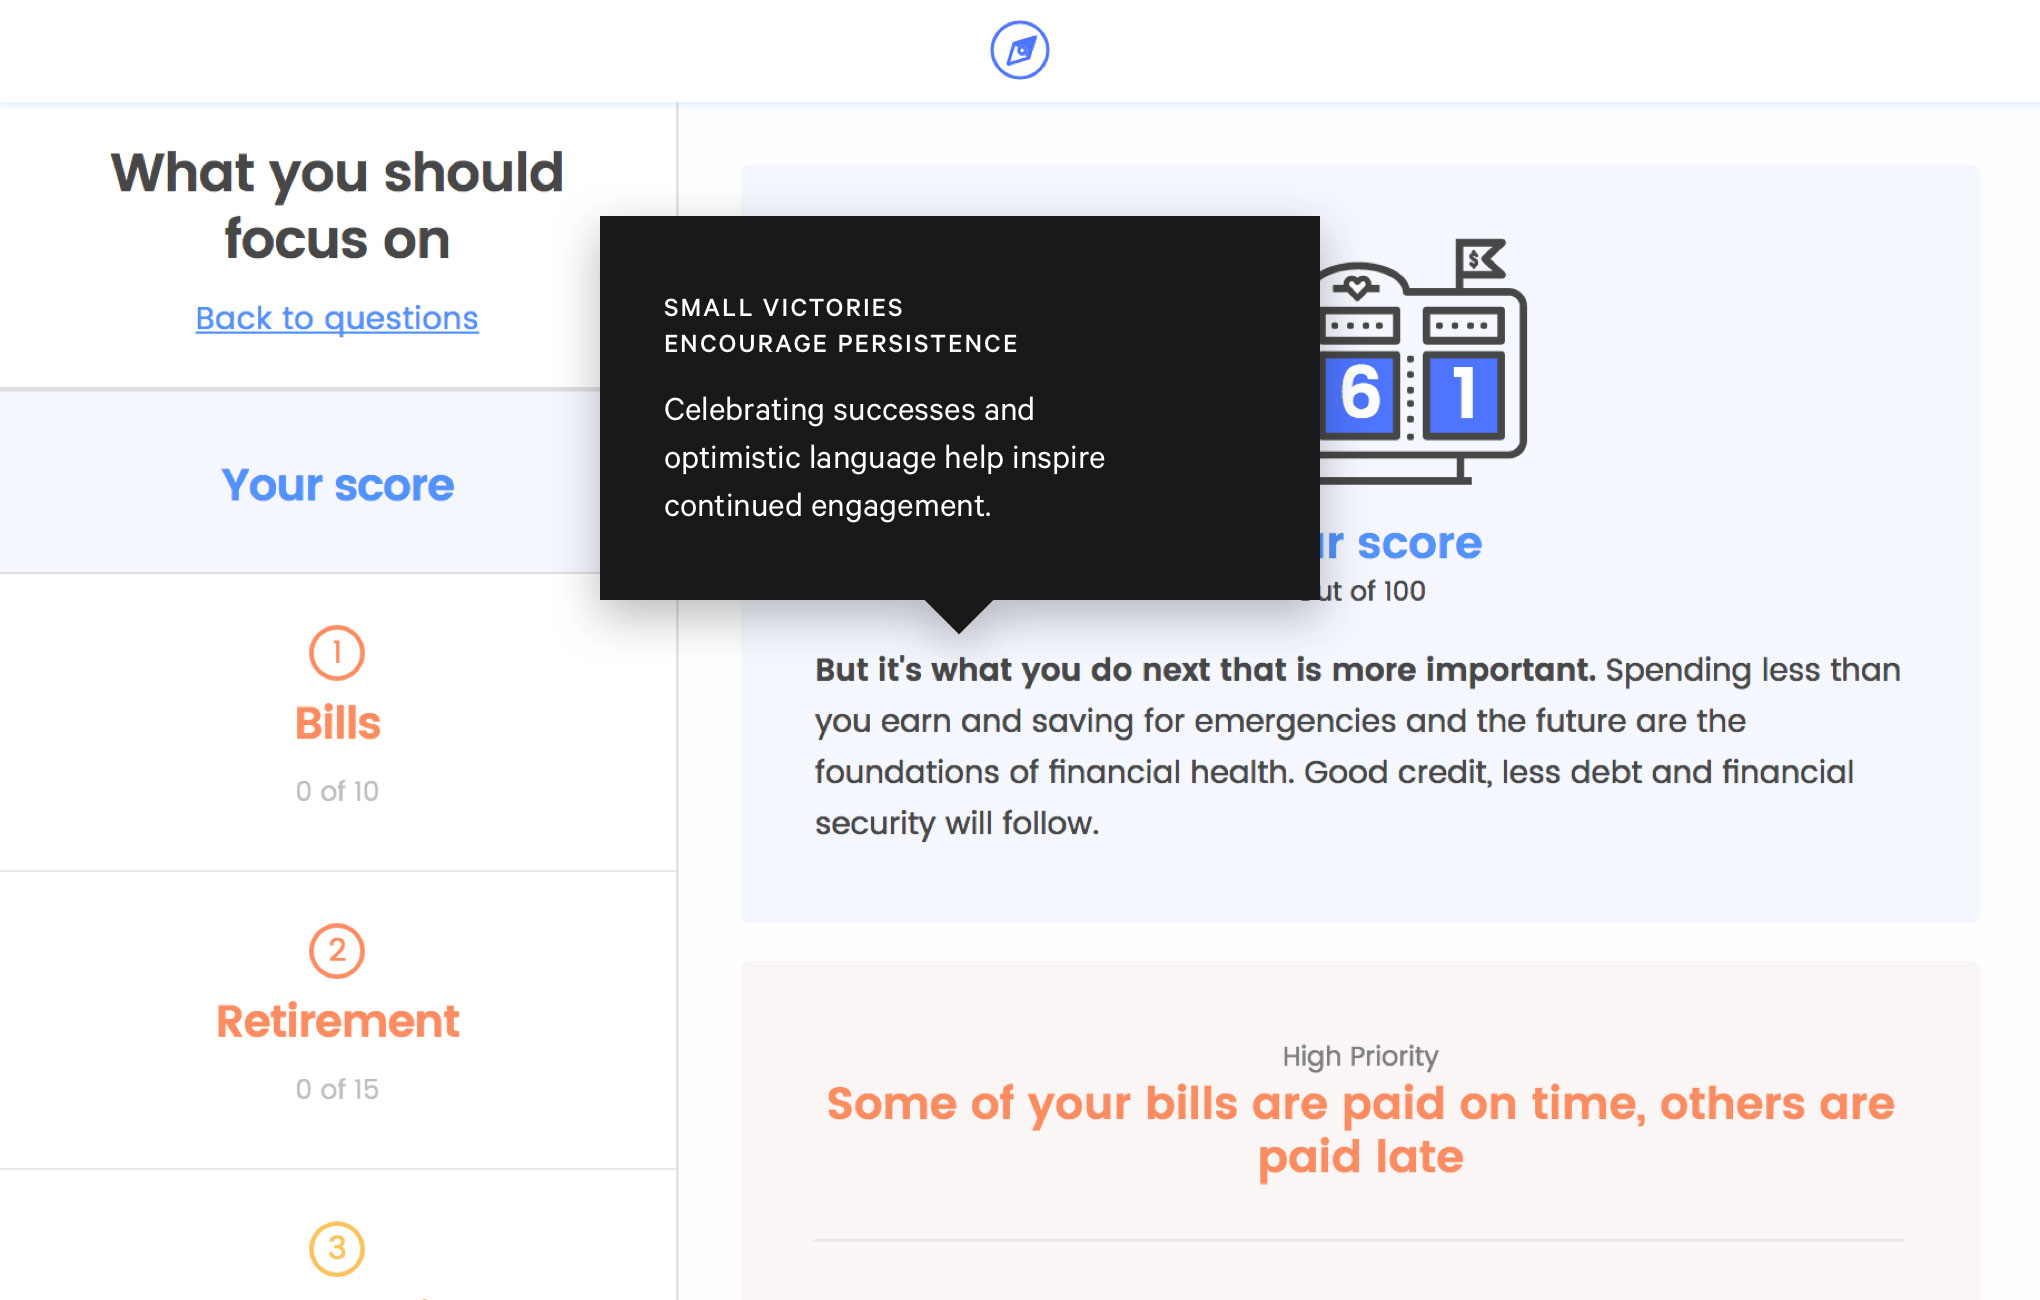 What you should
focus on
Back to questions
Your score
1
Bills
0 of 10
2
Retirement
0 of 15
3
SMALL VICTORIES
ENCOURAGE PERSISTENCE
Celebrating successes and
optimistic language help inspire
continued engagement.
$
6 1
score
of 100
But it's what you do next that is more important. Spending less than
you earn and saving for emergencies and the future are the
foundations of financial health. Good credit, less debt and financial
security will follow.
High Priority
Some of your bills are paid on time, others are
paid late